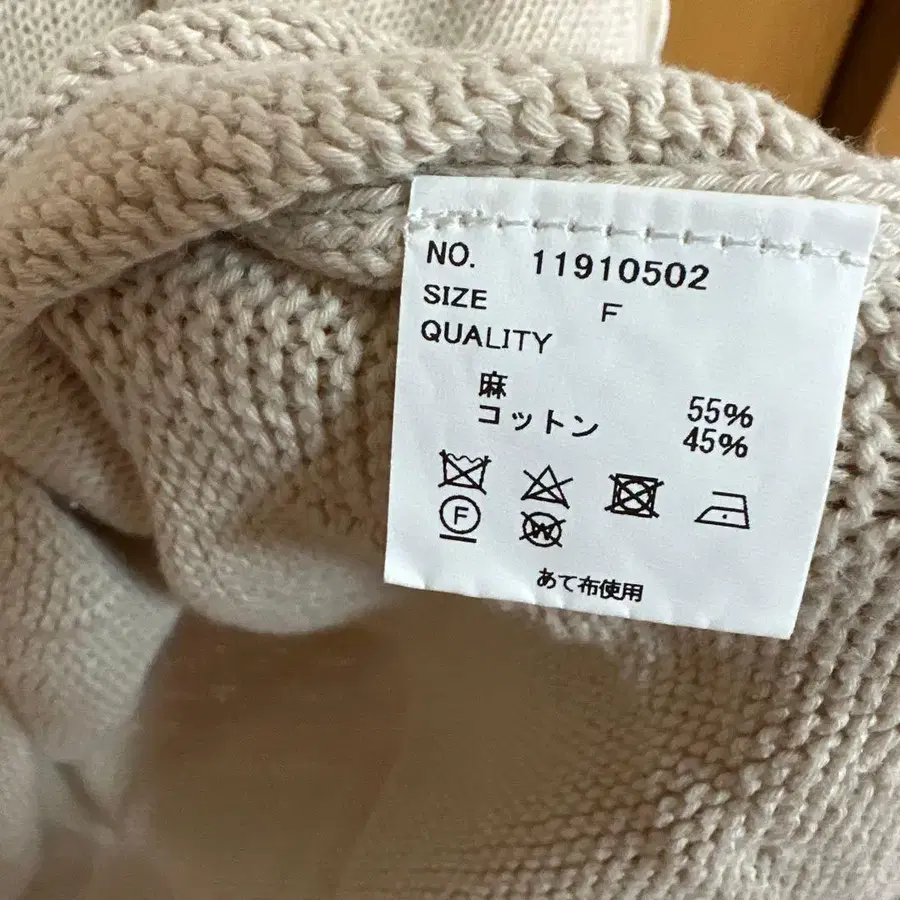 NO. 11910502
SIZE F
QUALITY
麻 55%
コットン 45%
F W
あて布使用